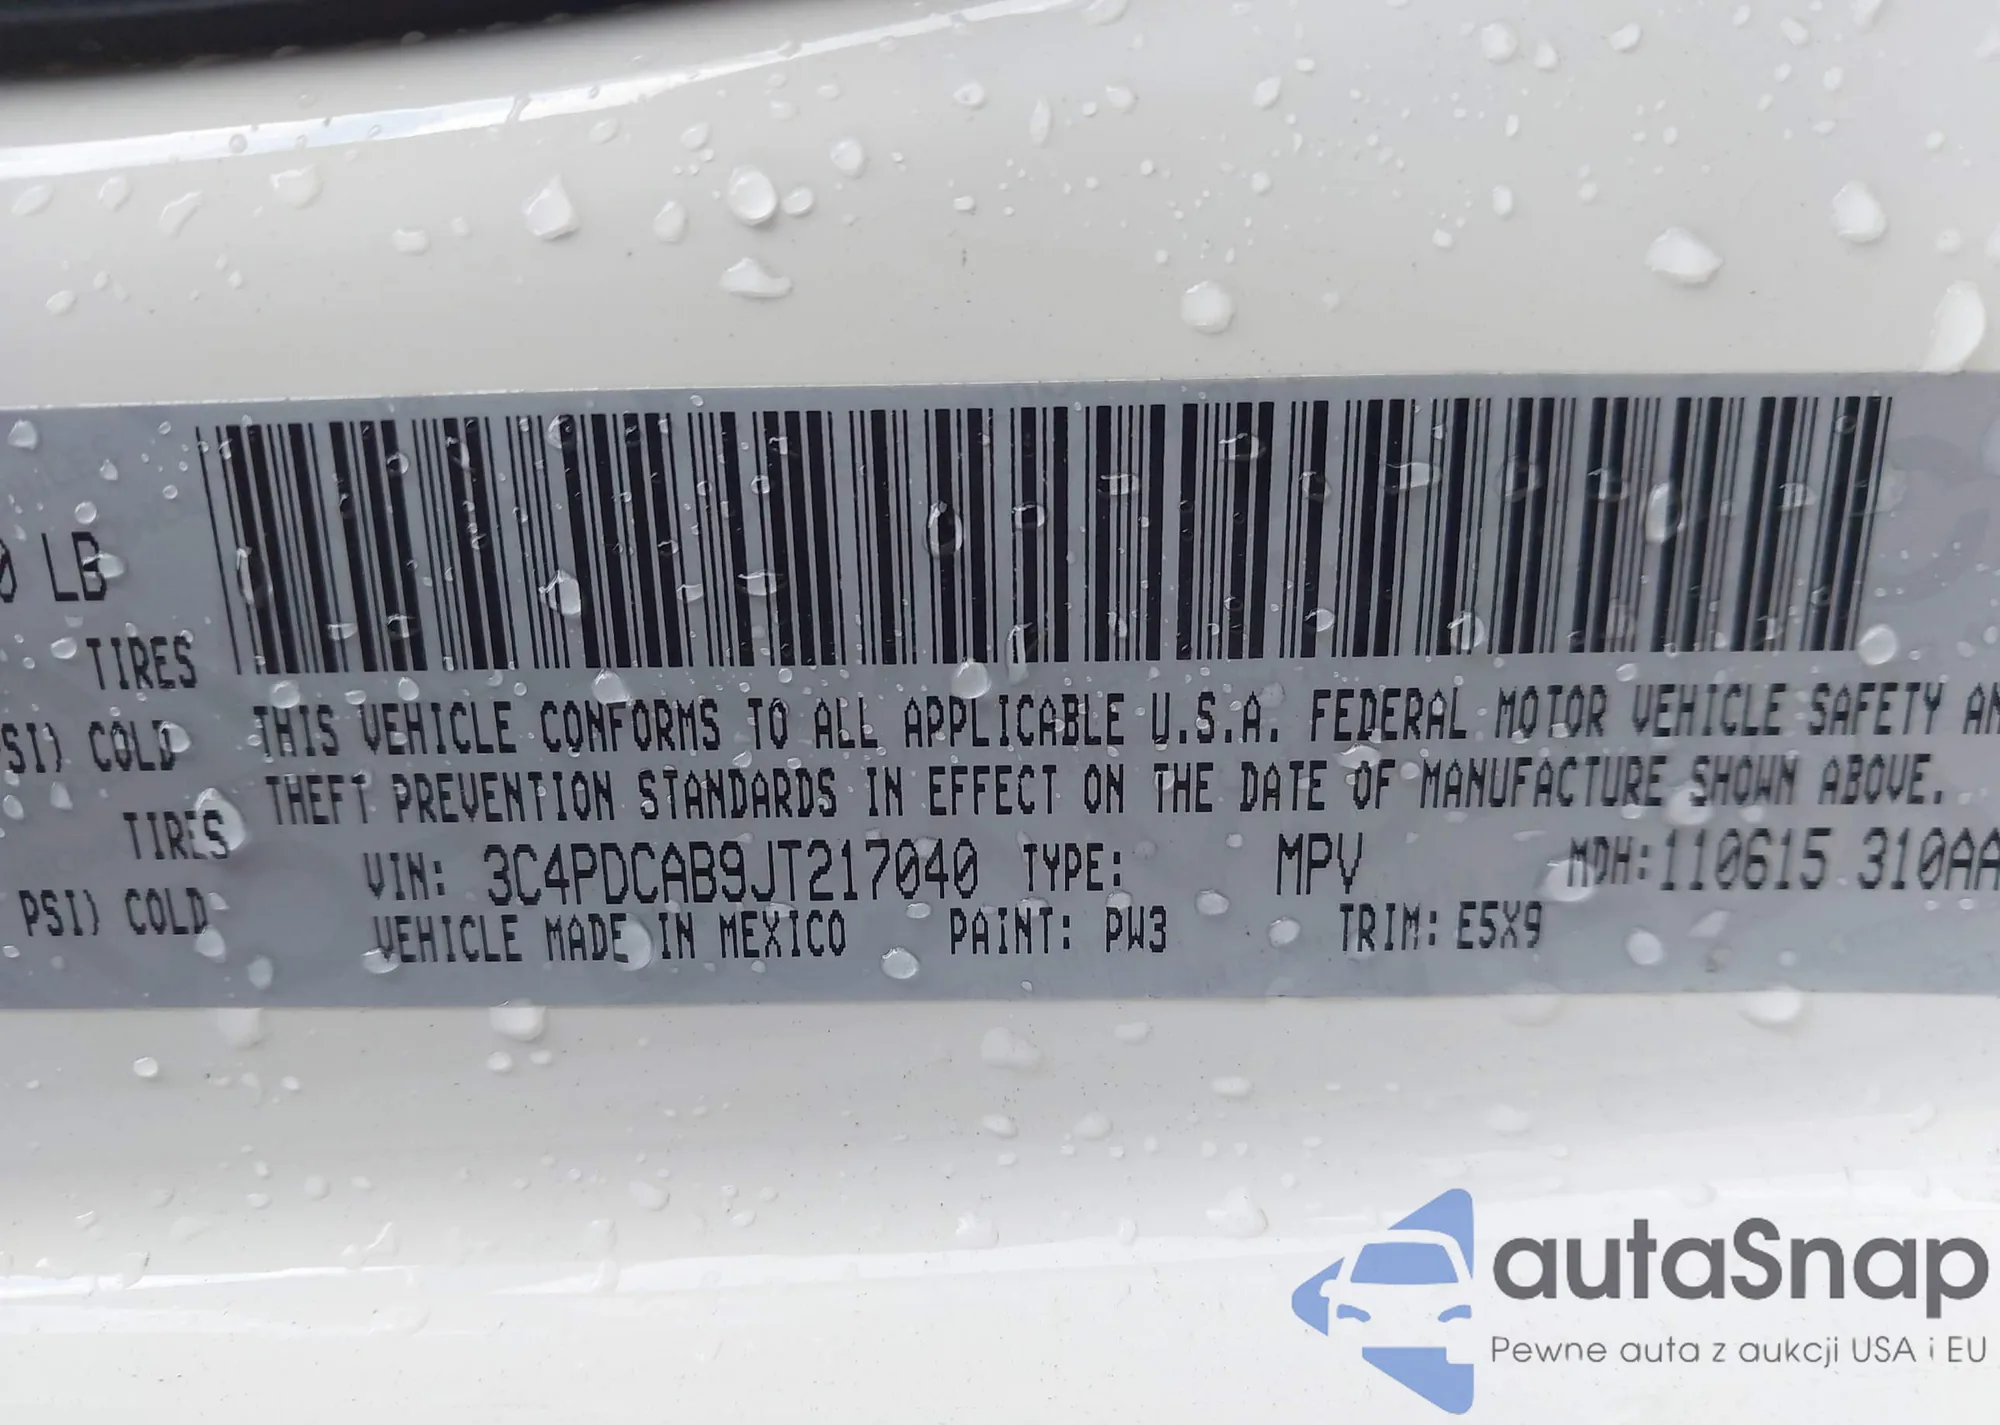 0 LB
TIRES
PSI) COLD
TIRES
PSI) COLD
THIS VEHICLE CONFORMS TO ALL APPLICABLE U.S.A. FEDERAL MOTOR VEHICLE SAFETY AN
THEFT PREVENTION STANDARDS IN EFFECT ON THE DATE OF MANUFACTURE SHOWN ABOVE.
VIN: 3C4PDCAB9JT217040 TYPE: MPV MDH:110615 310AA
VEHICLE MADE IN MEXICO PAINT: PW3 TRIM: E5X9
autaSnap
Pewne auta z aukcji USA i EU